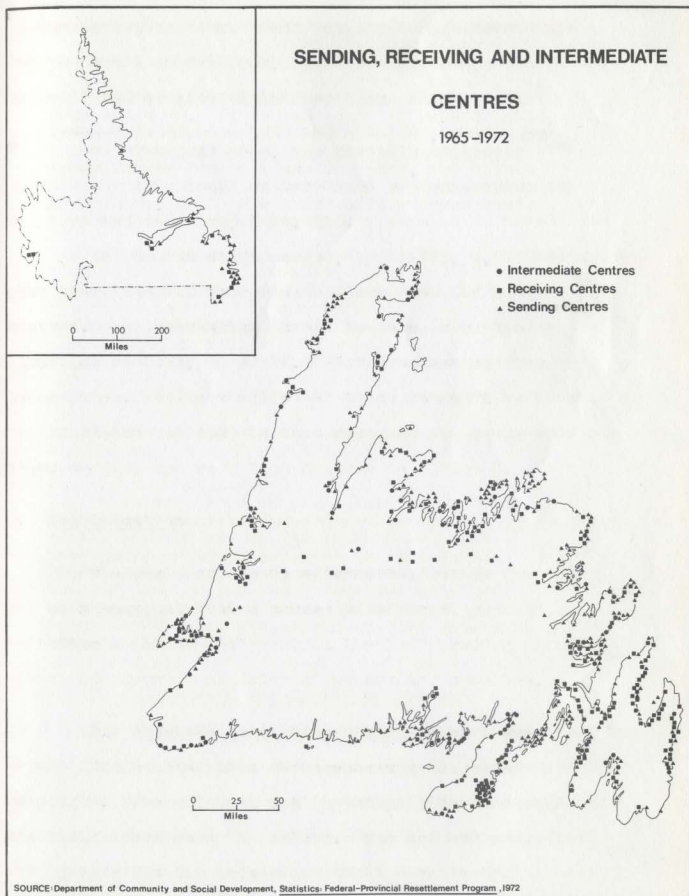 SENDING, RECEIVING AND INTERMEDIATE
CENTRES
1965-1972
0 100 200
Miles
• Intermediate Centres
■ Receiving Centres
▲ Sending Centres
0 25 50
Miles
SOURCE: Department of Community and Social Development, Statistics: Federal-Provincial Resettlement Program, 1972